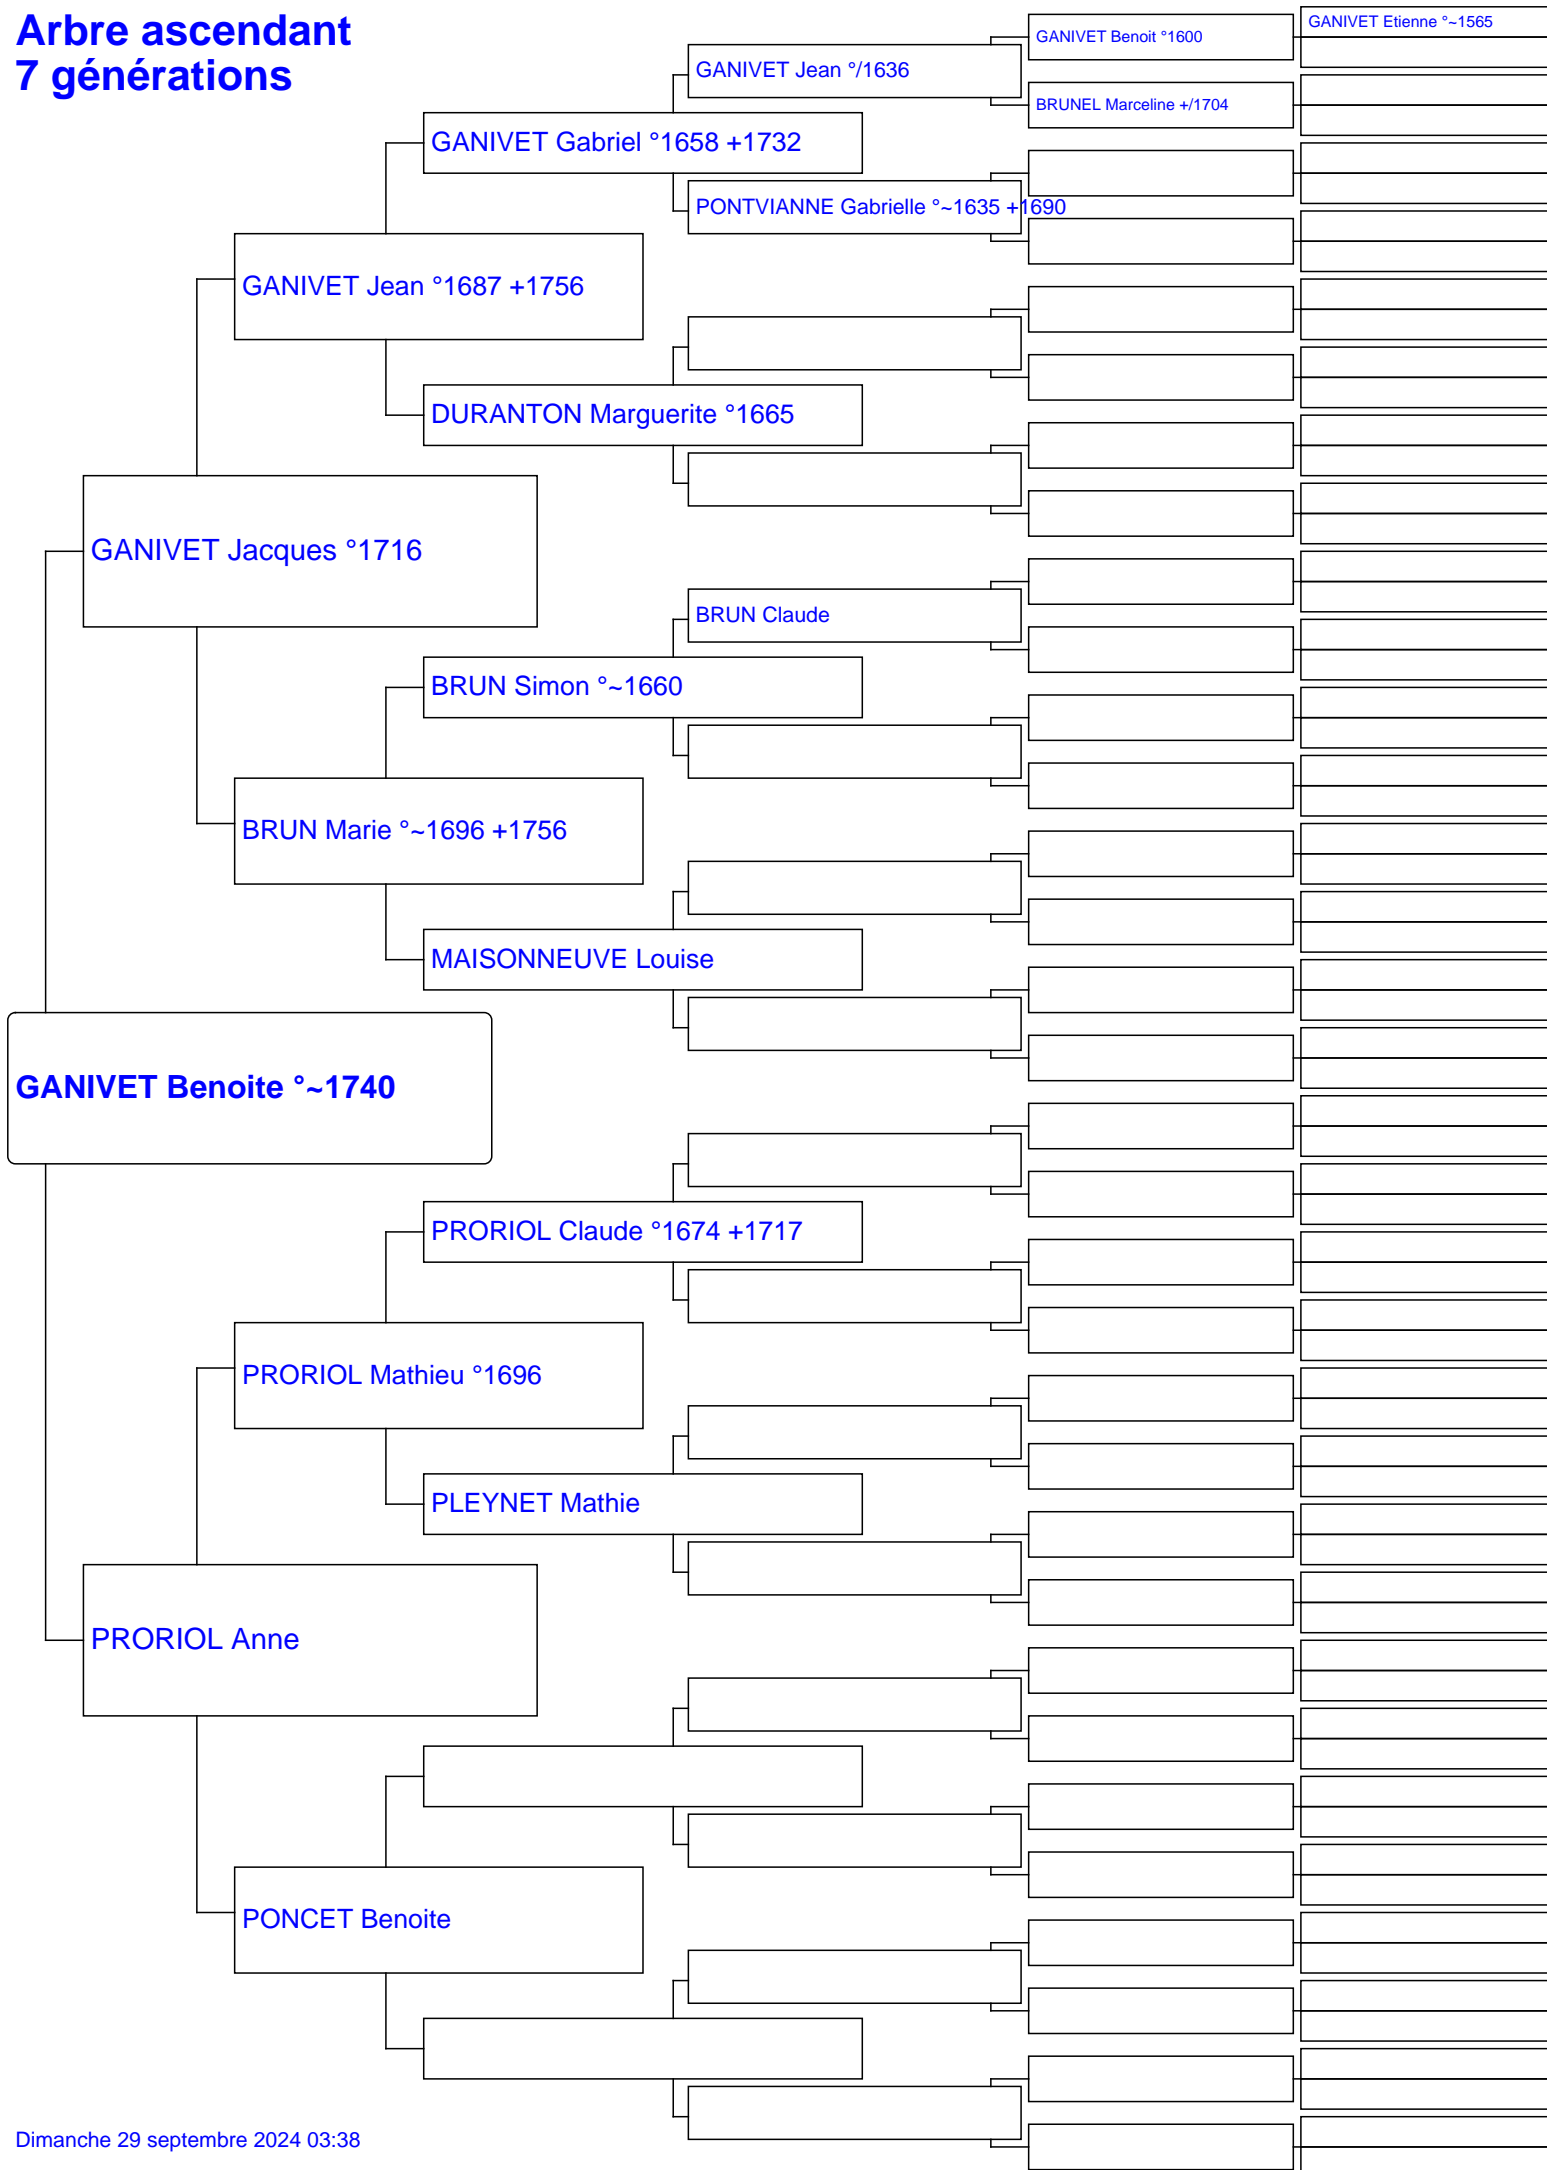 Arbre ascendant
7 générations
GANIVET Etienne °~1565
GANIVET Benoit °1600
GANIVET Jean °/1636
BRUNEL Marceline +/1704
GANIVET Gabriel °1658 +1732
PONTVIANNE Gabrielle °~1635 +1690
GANIVET Jean °1687 +1756
DURANTON Marguerite °1665
GANIVET Jacques °1716
BRUN Claude
BRUN Simon °~1660
BRUN Marie °~1696 +1756
MAISONNEUVE Louise
GANIVET Benoite °~1740
PRORIOL Claude °1674 +1717
PRORIOL Mathieu °1696
PLEYNET Mathie
PRORIOL Anne
PONCET Benoite
Dimanche 29 septembre 2024 03:38